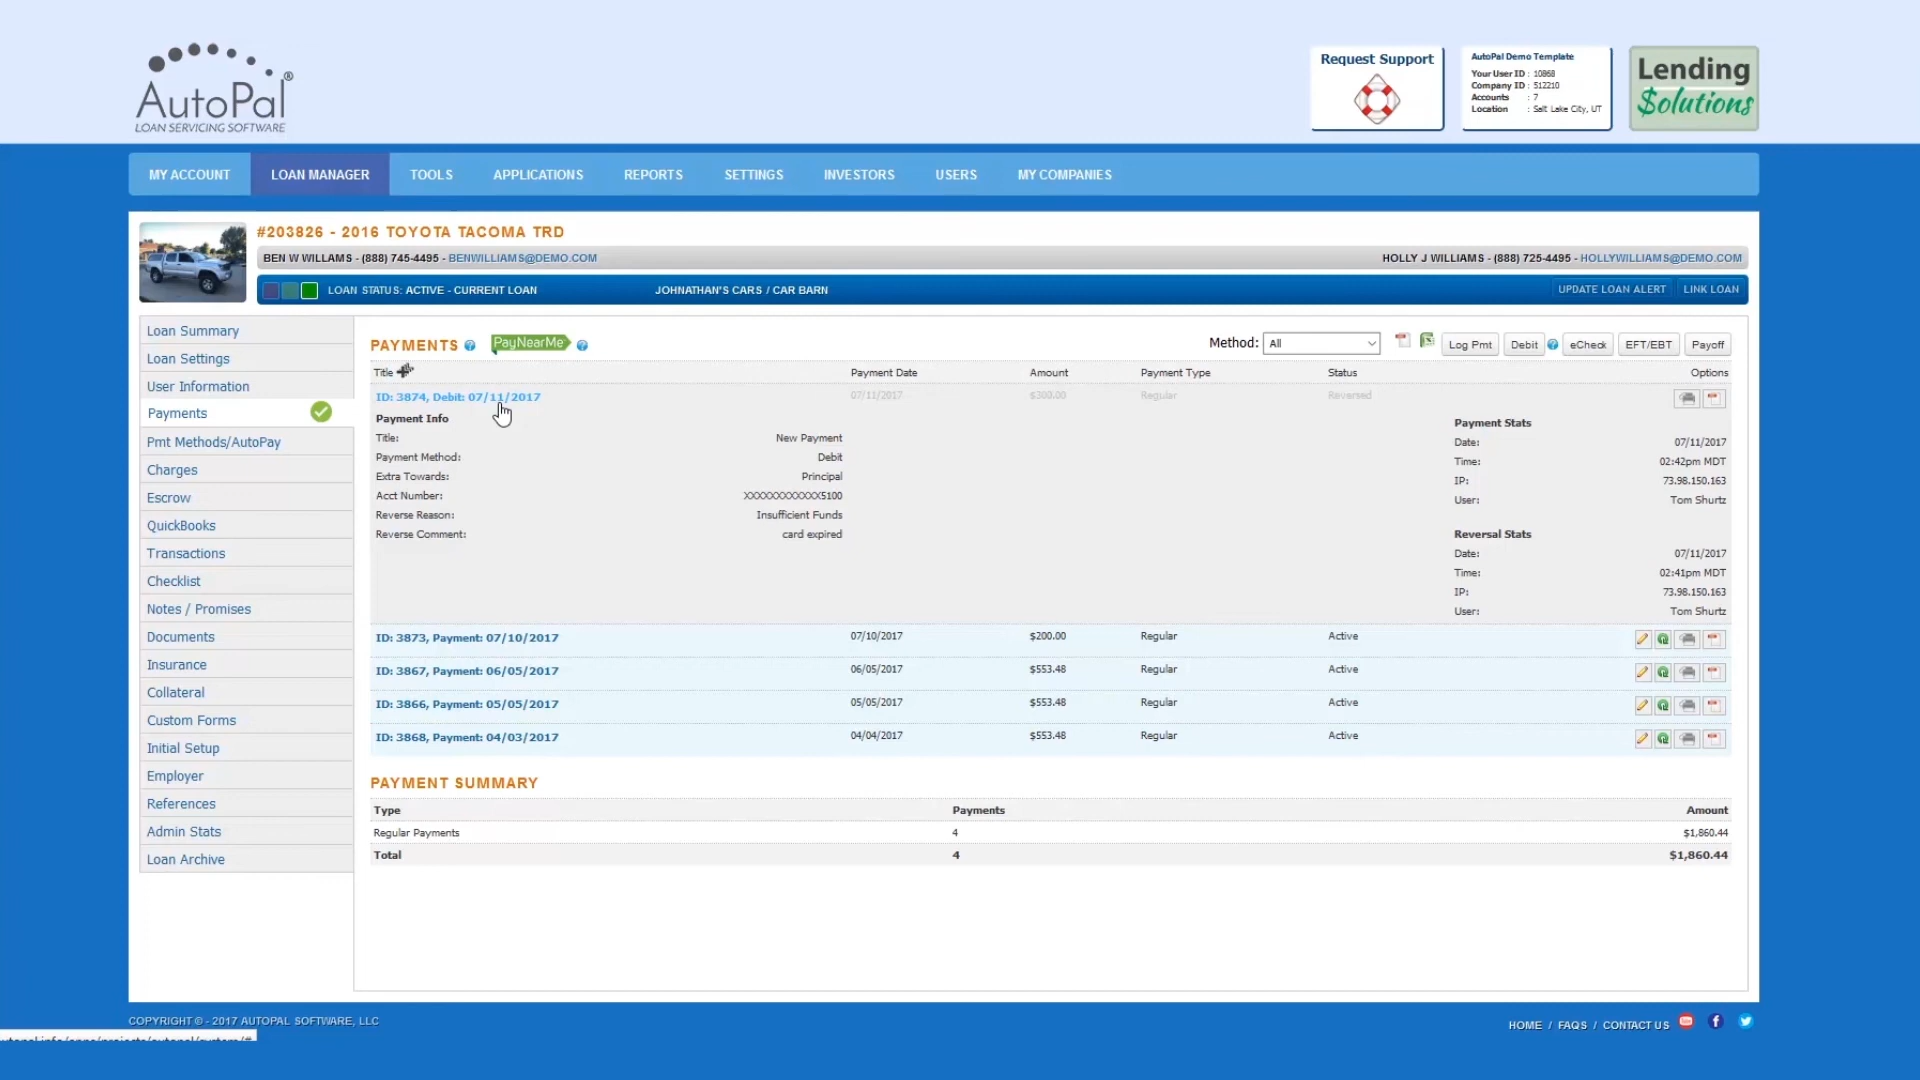 AutoPal®
LOAN SERVICING SOFTWARE
Request Support
AutoPal Demo Template
Your User ID : 10868
Company ID : 512210
Accounts : 7
Location : Salt Lake City, UT
Lending
$olutions
MY ACCOUNT LOAN MANAGER TOOLS APPLICATIONS REPORTS SETTINGS INVESTORS USERS MY COMPANIES
#203826 - 2016 TOYOTA TACOMA TRD
BEN W WILLAMS - (888) 745-4495 - BENWILLIAMS@DEMO.COM HOLLY J WILLIAMS - (888) 725-4495 - HOLLYWILLIAMS@DEMO.COM
LOAN STATUS: ACTIVE - CURRENT LOAN JOHNATHAN'S CARS / CAR BARN UPDATE LOAN ALERT LINK LOAN
Loan Summary
Loan Settings
User Information
Payments
Pmt Methods/AutoPay
Charges
Escrow
QuickBooks
Transactions
Checklist
Notes / Promises
Documents
Insurance
Collateral
Custom Forms
Initial Setup
Employer
References
Admin Stats
Loan Archive
PAYMENTS PayNearMe Method: All Log Pmt Debit eCheck EFT/EBT Payoff
Title Payment Date Amount Payment Type Status Options
ID: 3874, Debit: 07/11/2017 07/11/2017 $300.00 Regular Reversed
Payment Info
Title: New Payment
Payment Method: Debit
Extra Towards: Principal
Acct Number: XXXXXXXXXXXX5100
Reverse Reason: Insufficient Funds
Reverse Comment: card expired
Payment Stats
Date: 07/11/2017
Time: 02:42pm MDT
IP: 73.98.150.163
User: Tom Shurtz
Reversal Stats
Date: 07/11/2017
Time: 02:41pm MDT
IP: 73.98.150.163
User: Tom Shurtz
ID: 3873, Payment: 07/10/2017 07/10/2017 $200.00 Regular Active
ID: 3867, Payment: 06/05/2017 06/05/2017 $553.48 Regular Active
ID: 3866, Payment: 05/05/2017 05/05/2017 $553.48 Regular Active
ID: 3868, Payment: 04/03/2017 04/04/2017 $553.48 Regular Active
PAYMENT SUMMARY
Type Payments Amount
Regular Payments 4 $1,860.44
Total 4 $1,860.44
COPYRIGHT © - 2017 AUTOPAL SOFTWARE, LLC
HOME / FAQS / CONTACT US